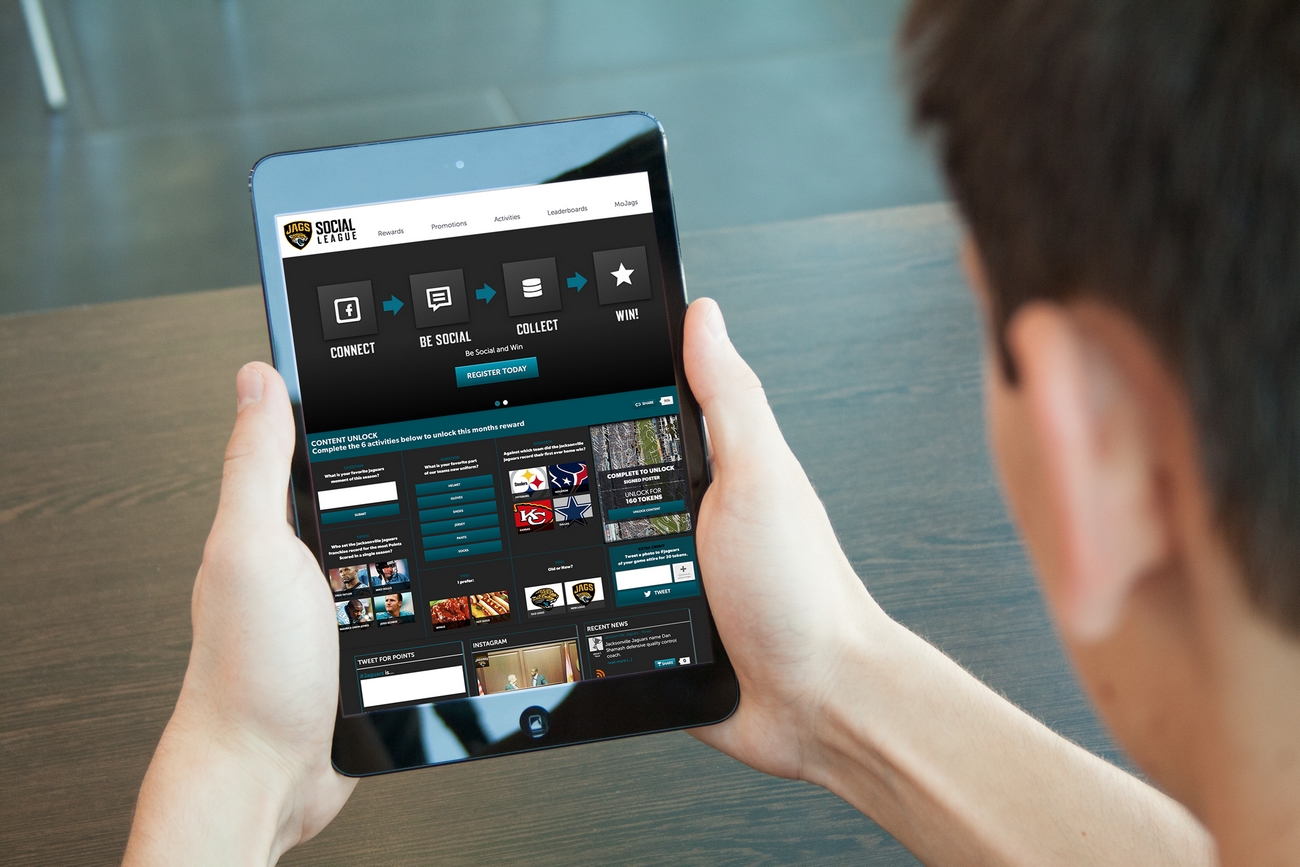 JAGS
SOCIAL
LEAGUE
Rewards
Promotions
Activities
Leaderboards
MoJags
CONNECT
BE SOCIAL
COLLECT
WIN!
Be Social and Win
REGISTER TODAY
SHARE
CONTENT UNLOCK
Complete the 6 activities below to unlock this months reward
What is your favorite jaguars
moment of this season?
SUBMIT
What is your favorite part
of our teams new uniform?
HELMET
GLOVES
SHOES
JERSEY
PANTS
SOCKS
Against which team did the jacksonville
jaguars record their first ever home win?
Steelers
KC
COMPLETE TO UNLOCK
SIGNED POSTER
UNLOCK FOR
160 TOKENS
UNLOCK CONTENT
Who set the jacksonville jaguars
franchise record for the most Points
Scored in a single season?
I prefer:
Old or New?
JAGS
Tweet a photo to #jaguars
of your game attire for 30 tokens.
TWEET
TWEET FOR POINTS
#Jaguars is...
INSTAGRAM
RECENT NEWS
Jacksonville Jaguars name Dan
Shamash defensive quality control
coach
SHARE
0